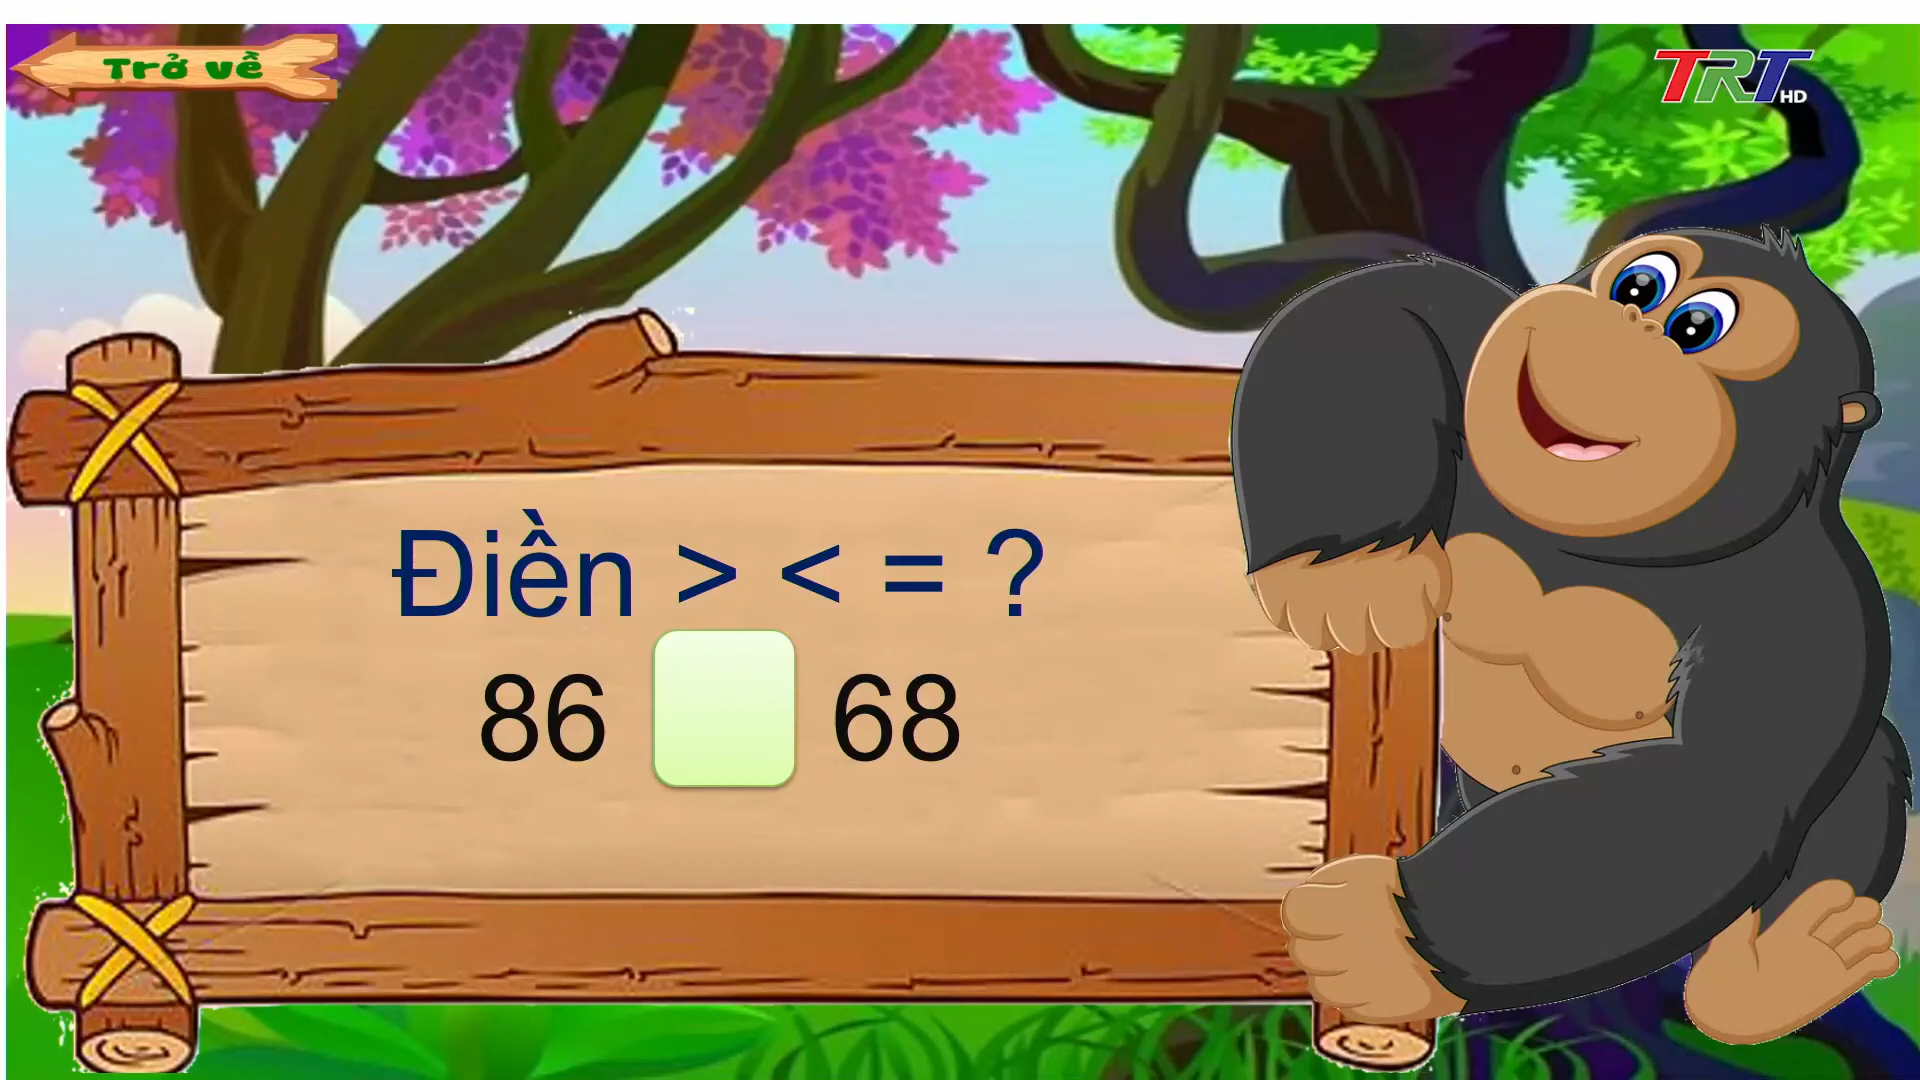 Trở về
TRT HD
Điền > < = ?
86 68